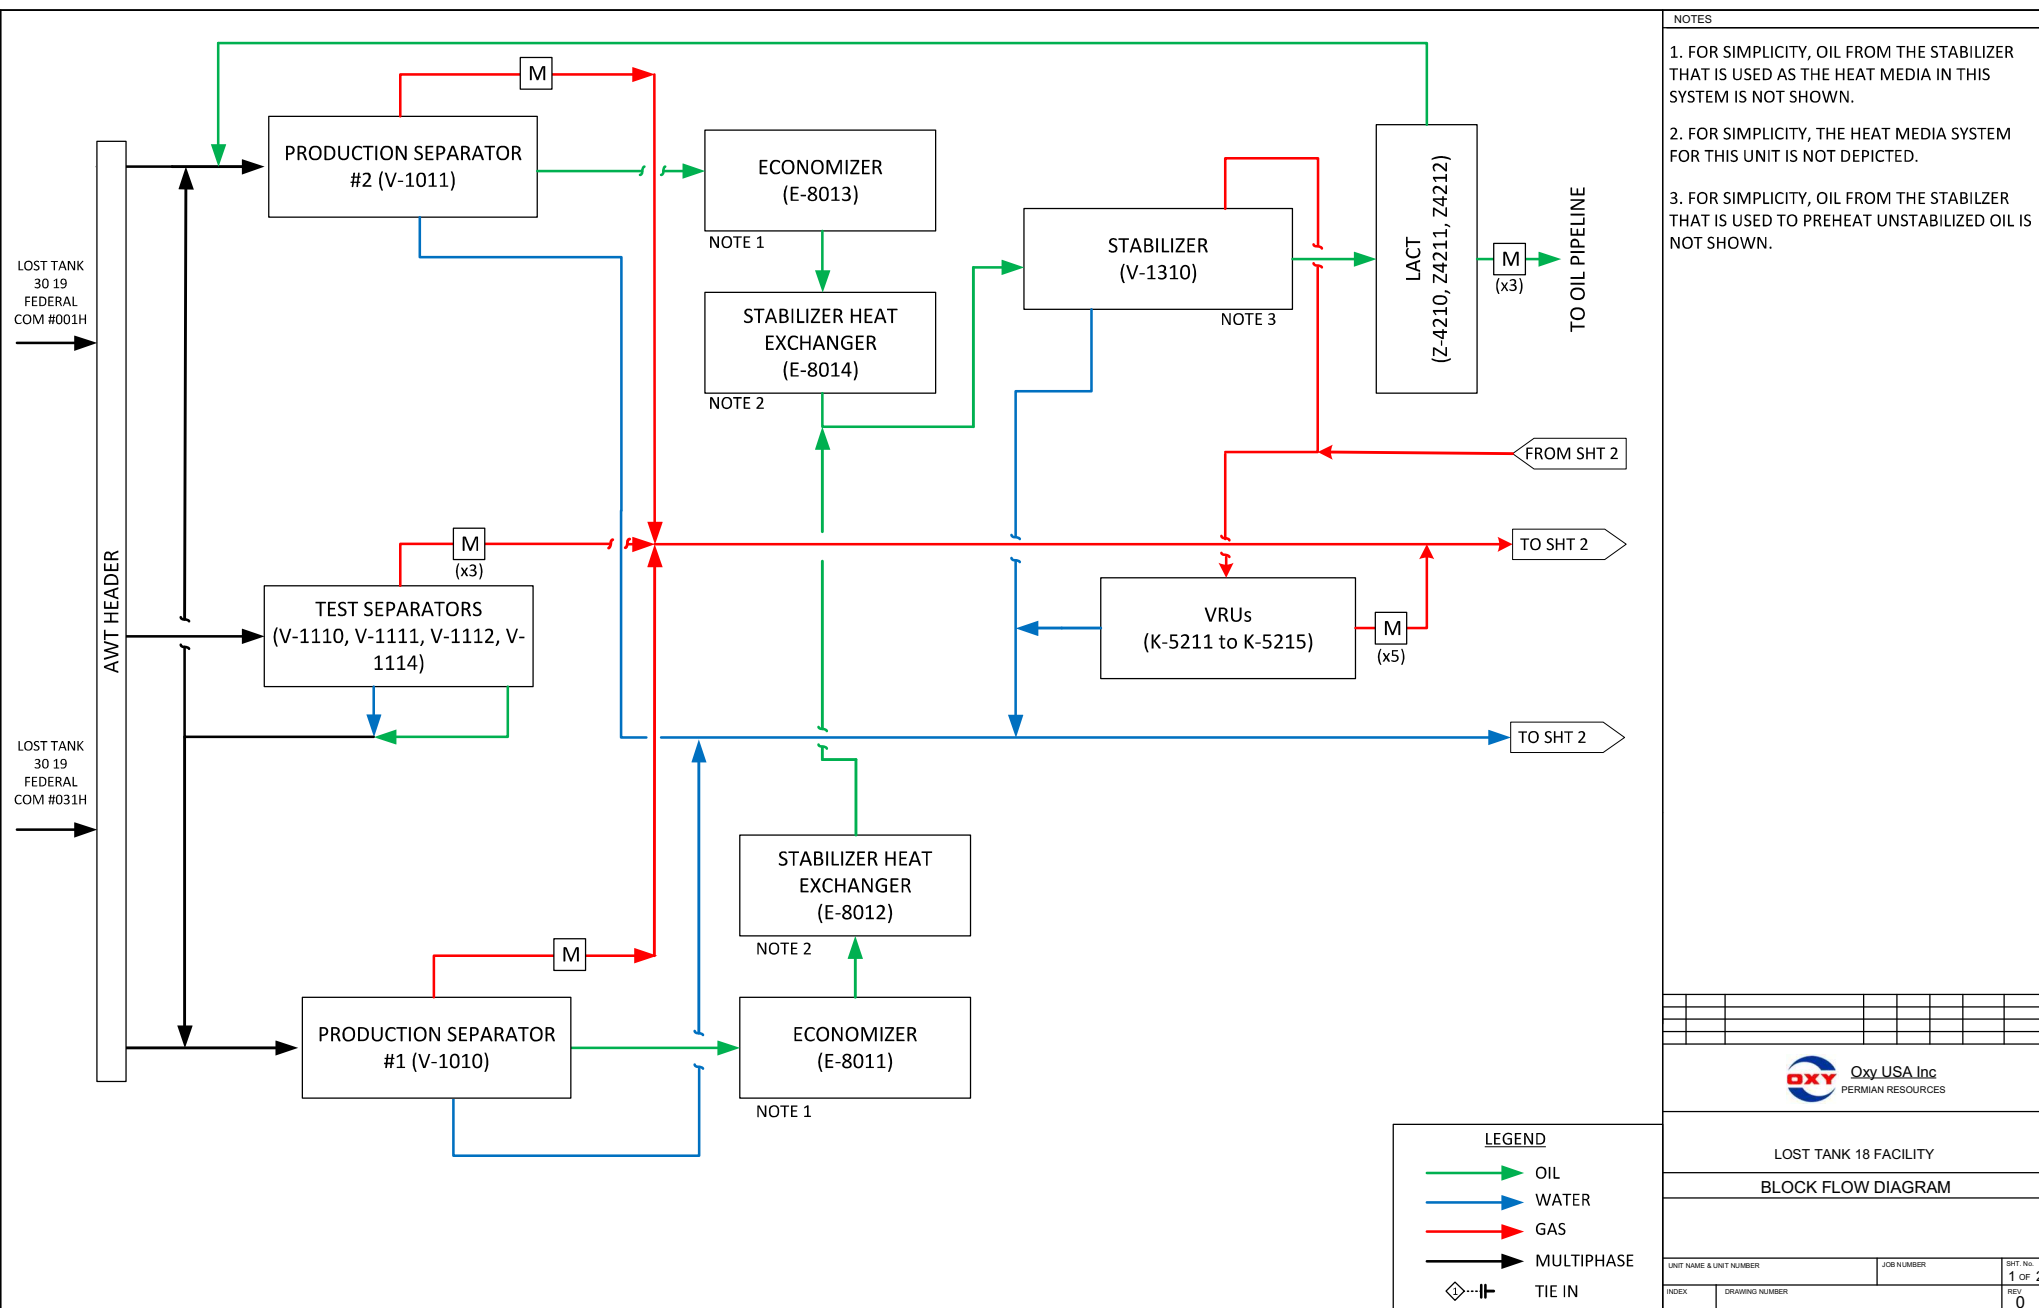 NOTES
1. FOR SIMPLICITY, OIL FROM THE STABILIZER
THAT IS USED AS THE HEAT MEDIA IN THIS
SYSTEM IS NOT SHOWN.
2. FOR SIMPLICITY, THE HEAT MEDIA SYSTEM
FOR THIS UNIT IS NOT DEPICTED.
3. FOR SIMPLICITY, OIL FROM THE STABILZER
THAT IS USED TO PREHEAT UNSTABILIZED OIL IS
NOT SHOWN.
M
PRODUCTION SEPARATOR
#2 (V-1011)
ECONOMIZER
(E-8013)
NOTE 1
STABILIZER HEAT
EXCHANGER
(E-8014)
NOTE 2
STABILIZER
(V-1310)
NOTE 3
LACT
(Z-4210, Z4211, Z4212)
M
(x3)
TO OIL PIPELINE
LOST TANK
30 19
FEDERAL
COM #001H
FROM SHT 2
AWT HEADER
M
(x3)
TO SHT 2
TEST SEPARATORS
(V-1110, V-1111, V-1112, V-
1114)
VRUs
(K-5211 to K-5215)
M
(x5)
TO SHT 2
LOST TANK
30 19
FEDERAL
COM #031H
STABILIZER HEAT
EXCHANGER
(E-8012)
NOTE 2
M
PRODUCTION SEPARATOR
#1 (V-1010)
ECONOMIZER
(E-8011)
NOTE 1
LEGEND
OIL
WATER
GAS
MULTIPHASE
1
TIE IN
OXY
Oxy USA Inc
PERMIAN RESOURCES
LOST TANK 18 FACILITY
BLOCK FLOW DIAGRAM
UNIT NAME & UNIT NUMBER
JOB NUMBER
SHT. No.
1 OF 2
INDEX
DRAWING NUMBER
REV
0